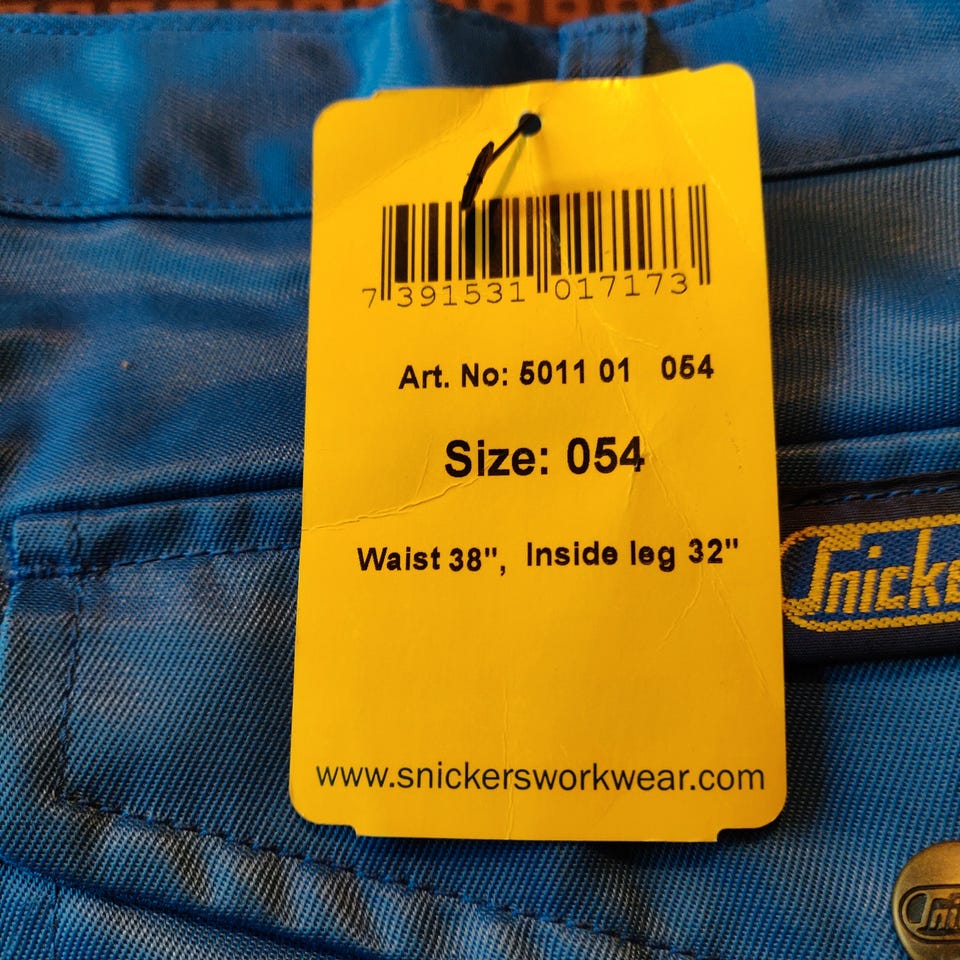 7 391531 017173
Art. No: 5011 01 054
Size: 054
Waist 38", Inside leg 32"
www.snickersworkwear.com